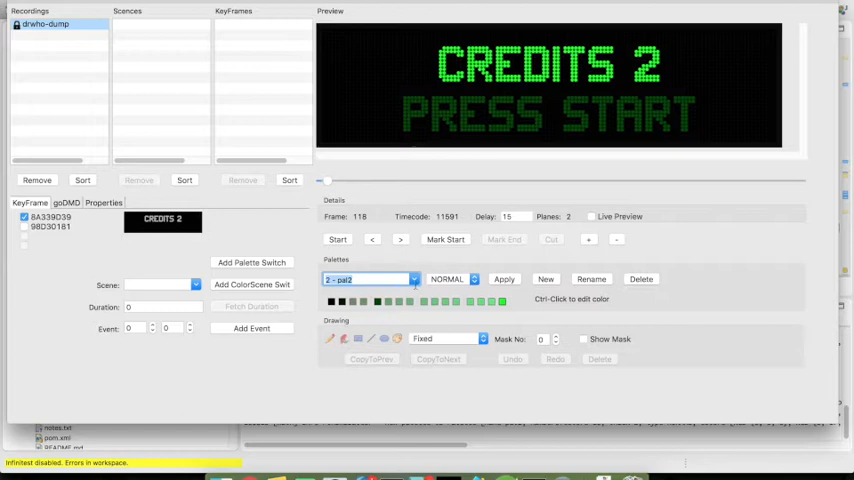 Recordings
Scences
KeyFrames
Preview
drwho-dump
CREDITS 2
PRESS START
Remove
Sort
Remove
Sort
Remove
Sort
KeyFrame
goDMD
Properties
Details
8A339D39
98D30181
CREDITS 2
Frame: 118
Timecode: 11591
Delay: 15
Planes: 2
Live Preview
Start
<
>
Mark Start
Mark End
Cut
+
-
Add Palette Switch
Palettes
Scene:
Add ColorScene Swit
2 - pal2
NORMAL
Apply
New
Rename
Delete
Duration: 0
Fetch Duration
Ctrl-Click to edit color
Event: 0
0
Add Event
Drawing
Fixed
Mask No: 0
Show Mask
CopyToPrev
CopyToNext
Undo
Redo
Delete
notes.txt
pom.xml
README.md
Infinitest disabled. Errors in workspace.